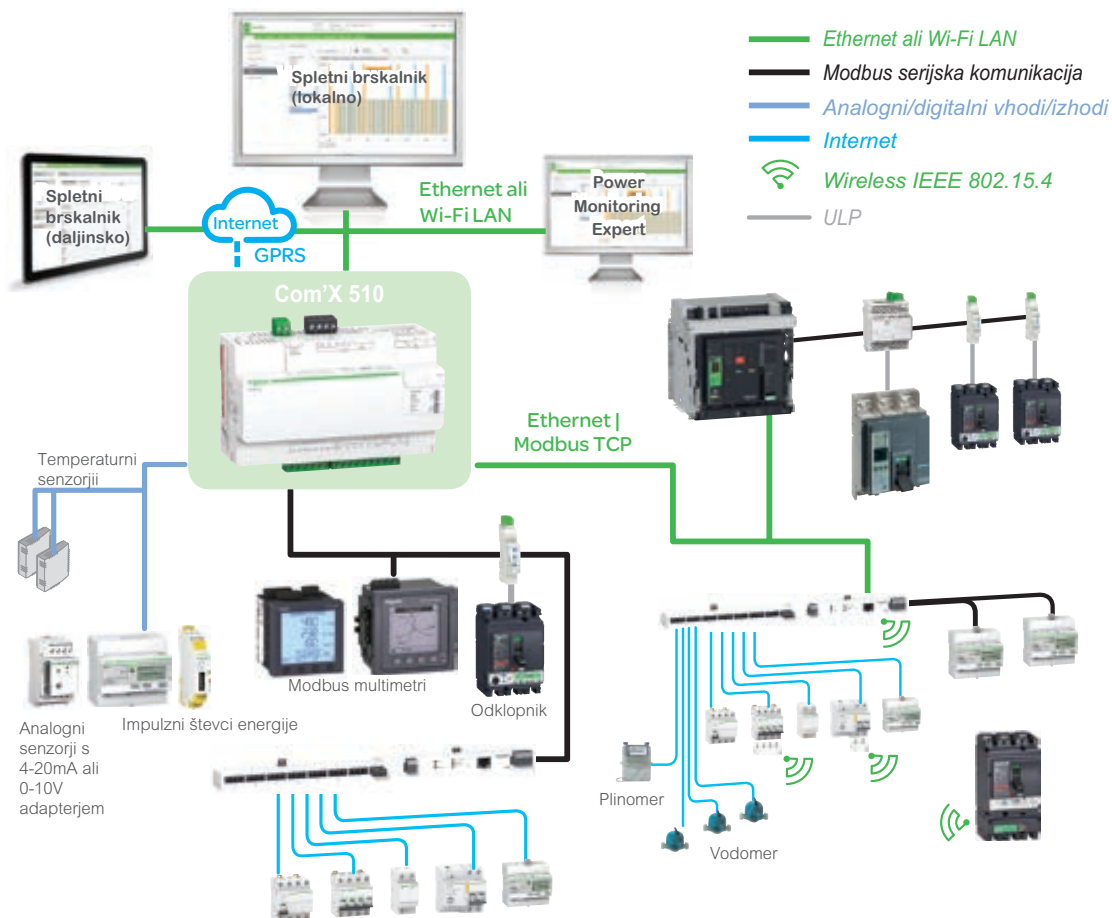 Spletni brskalnik
(lokalno)
Ethernet ali Wi-Fi LAN
Modbus serijska komunikacija
Analogni/digitalni vhodi/izhodi
Internet
Wireless IEEE 802.15.4
ULP
Spletni
brskalnik
(daljinsko)
Internet
GPRS
Ethernet ali
Wi-Fi LAN
Power
Monitoring
Expert
Com'X 510
Ethernet |
Modbus TCP
Temperaturni
senzorjii
Modbus multimetri
Odklopnik
Analogni
senzorji s
4-20mA ali
0-10V
adapterjem
Impulzni števci energije
Plinomer
Vodomer